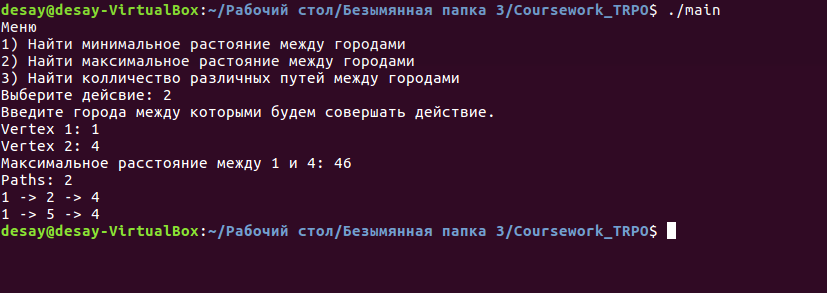 desay@desay-VirtualBox:~/Рабочий стол/Безымянная папка 3/Coursework_TRPO$ ./main
Меню
1) Найти минимальное растояние между городами
2) Найти максимальное растояние между городами
3) Найти колличество различных путей между городами
Выберите дейсвие: 2
Введите города между которыми будем совершать действие.
Vertex 1: 1
Vertex 2: 4
Максимальное расстояние между 1 и 4: 46
Paths: 2
1 -> 2 -> 4
1 -> 5 -> 4
desay@desay-VirtualBox:~/Рабочий стол/Безымянная папка 3/Coursework_TRPO$